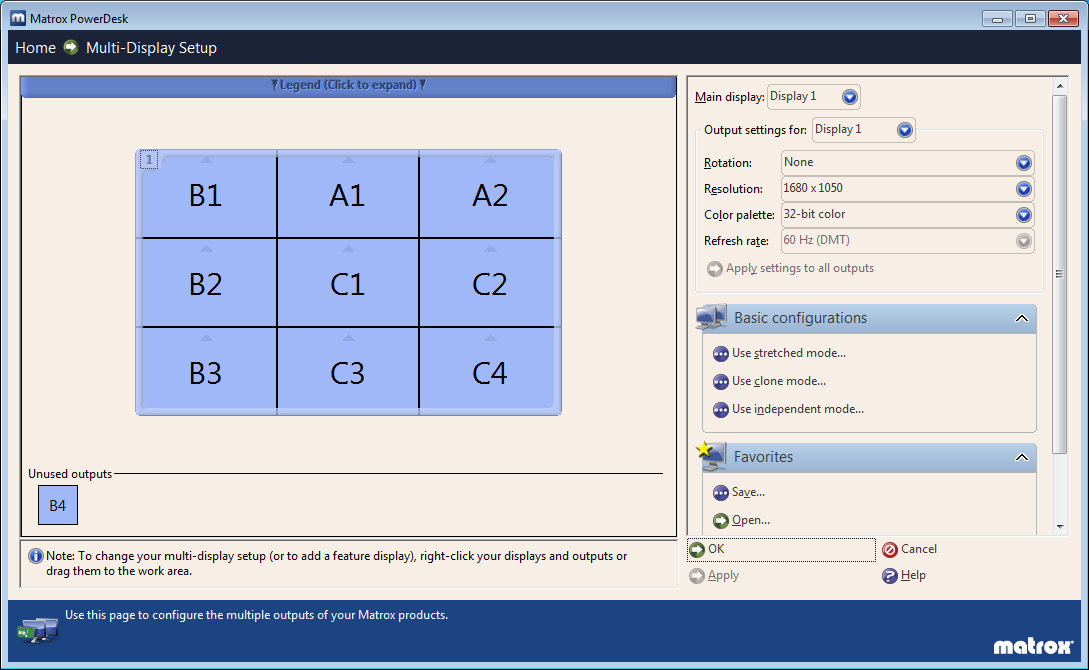 Matrox PowerDesk
Home Multi-Display Setup
Legend (Click to expand)
1
B1 A1 A2
B2 C1 C2
B3 C3 C4
Unused outputs
B4
Note: To change your multi-display setup (or to add a feature display), right-click your displays and outputs or
drag them to the work area.
Main display: Display 1
Output settings for: Display 1
Rotation: None
Resolution: 1680 x 1050
Color palette: 32-bit color
Refresh rate: 60 Hz (DMT)
Apply settings to all outputs
Basic configurations
Use stretched mode...
Use clone mode...
Use independent mode...
Favorites
Save...
Open...
OK Cancel
Apply Help
Use this page to configure the multiple outputs of your Matrox products.
matrox